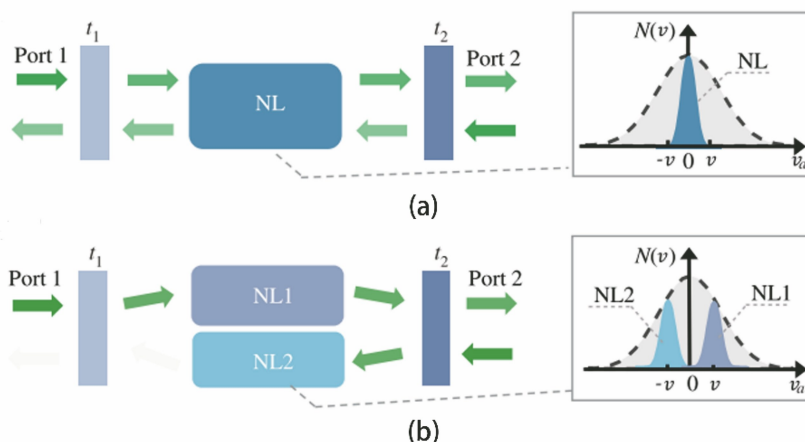 t₁
t₂
Port 1
Port 2
NL
N(v)
NL
-v 0 v vₐ
(a)
t₁
t₂
Port 1
Port 2
NL1
NL2
N(v)
NL2
NL1
-v 0 v vₐ
(b)